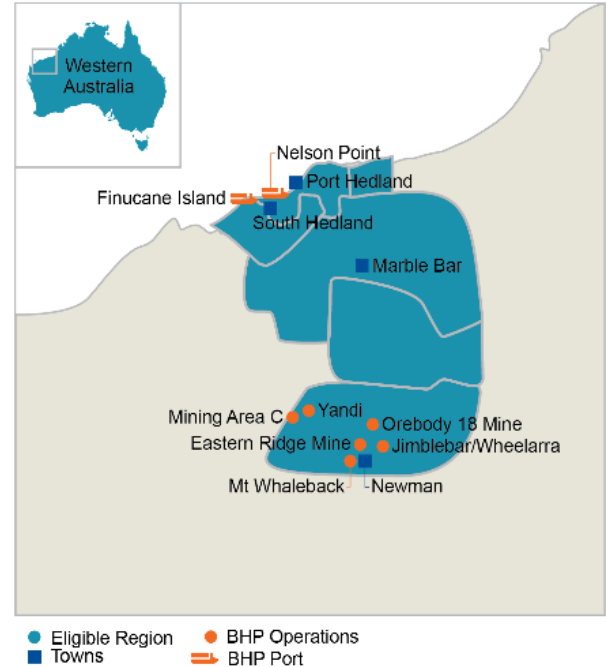 Western
Australia
Nelson Point
Port Hedland
Finucane Island
South Hedland
Marble Bar
Yandi
Mining Area C
Orebody 18 Mine
Eastern Ridge Mine
Jimblebar/Wheelarra
Mt Whaleback
Newman
Eligible Region
BHP Operations
Towns
BHP Port